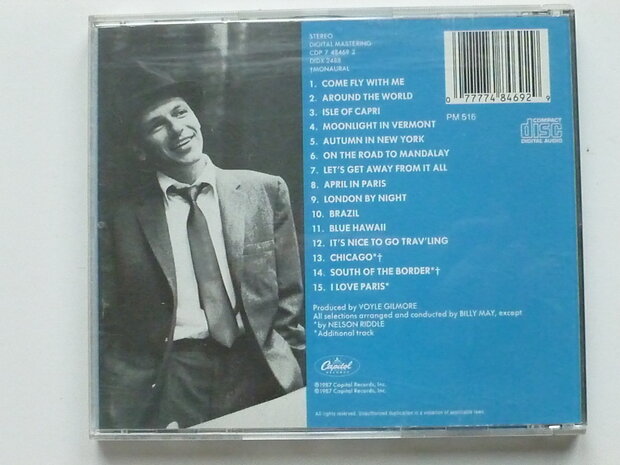 STEREO
DIGITAL MASTERING
CDP 7 48469 2
DIDX 2488
†MONAURAL
0 77774 84692 9
PM 516
COMPACT
disc
DIGITAL AUDIO
1. COME FLY WITH ME
2. AROUND THE WORLD
3. ISLE OF CAPRI
4. MOONLIGHT IN VERMONT
5. AUTUMN IN NEW YORK
6. ON THE ROAD TO MANDALAY
7. LET'S GET AWAY FROM IT ALL
8. APRIL IN PARIS
9. LONDON BY NIGHT
10. BRAZIL
11. BLUE HAWAII
12. IT'S NICE TO GO TRAV'LING
13. CHICAGO*†
14. SOUTH OF THE BORDER*†
15. I LOVE PARIS*
Produced by VOYLE GILMORE
All selections arranged and conducted by BILLY MAY, except
*by NELSON RIDDLE
*Additional track
Capitol
RECORDS
℗1987 Capitol Records, Inc.
©1987 Capitol Records, Inc.
All rights reserved. Unauthorized duplication is a violation of applicable laws.